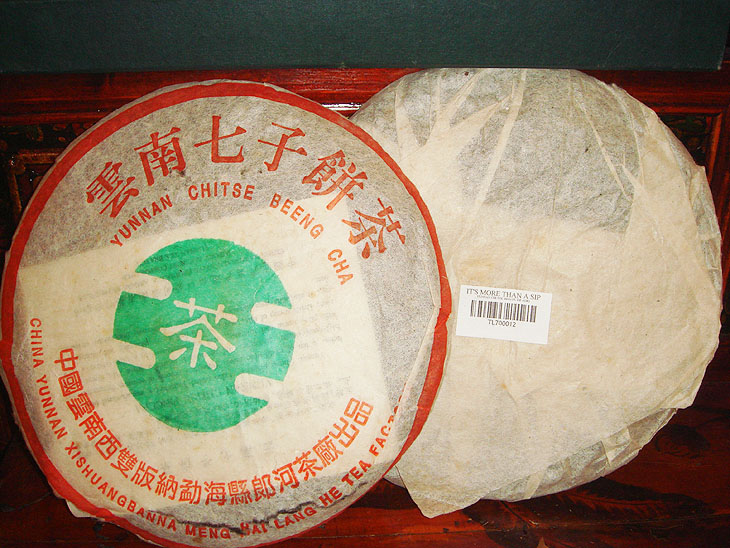 雲南七子餅茶
YUNNAN CHITSE BEENG CHA
茶
中國雲南西雙版納勐海縣郎河茶廠出品
CHINA YUNNAN XISHUANGBANNA MENG HAI LANG HE TEA FACTO
IT'S MORE THAN A SIP
TL700012